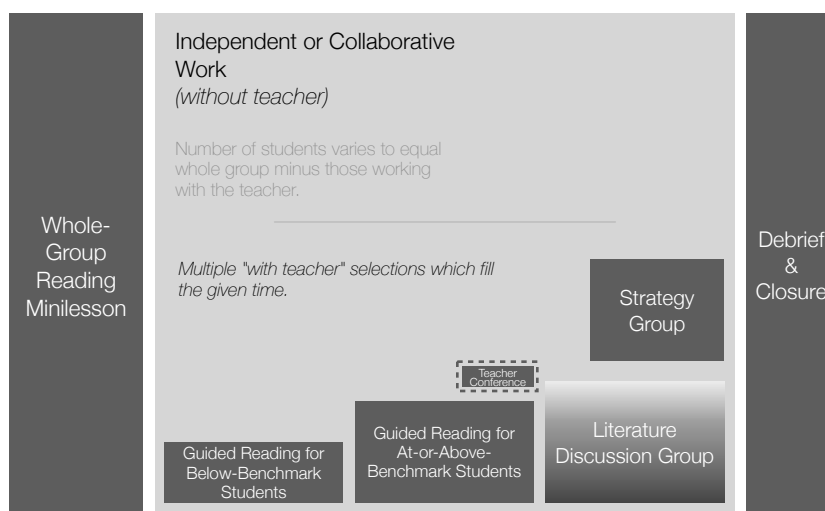 Whole-
Group
Reading
Minilesson
Independent or Collaborative
Work
(without teacher)
Number of students varies to equal
whole group minus those working
with the teacher.
Multiple "with teacher" selections which fill
the given time.
Strategy
Group
Teacher
Conference
Guided Reading for
Below-Benchmark
Students
Guided Reading for
At-or-Above-
Benchmark Students
Literature
Discussion Group
Debrief
&
Closure